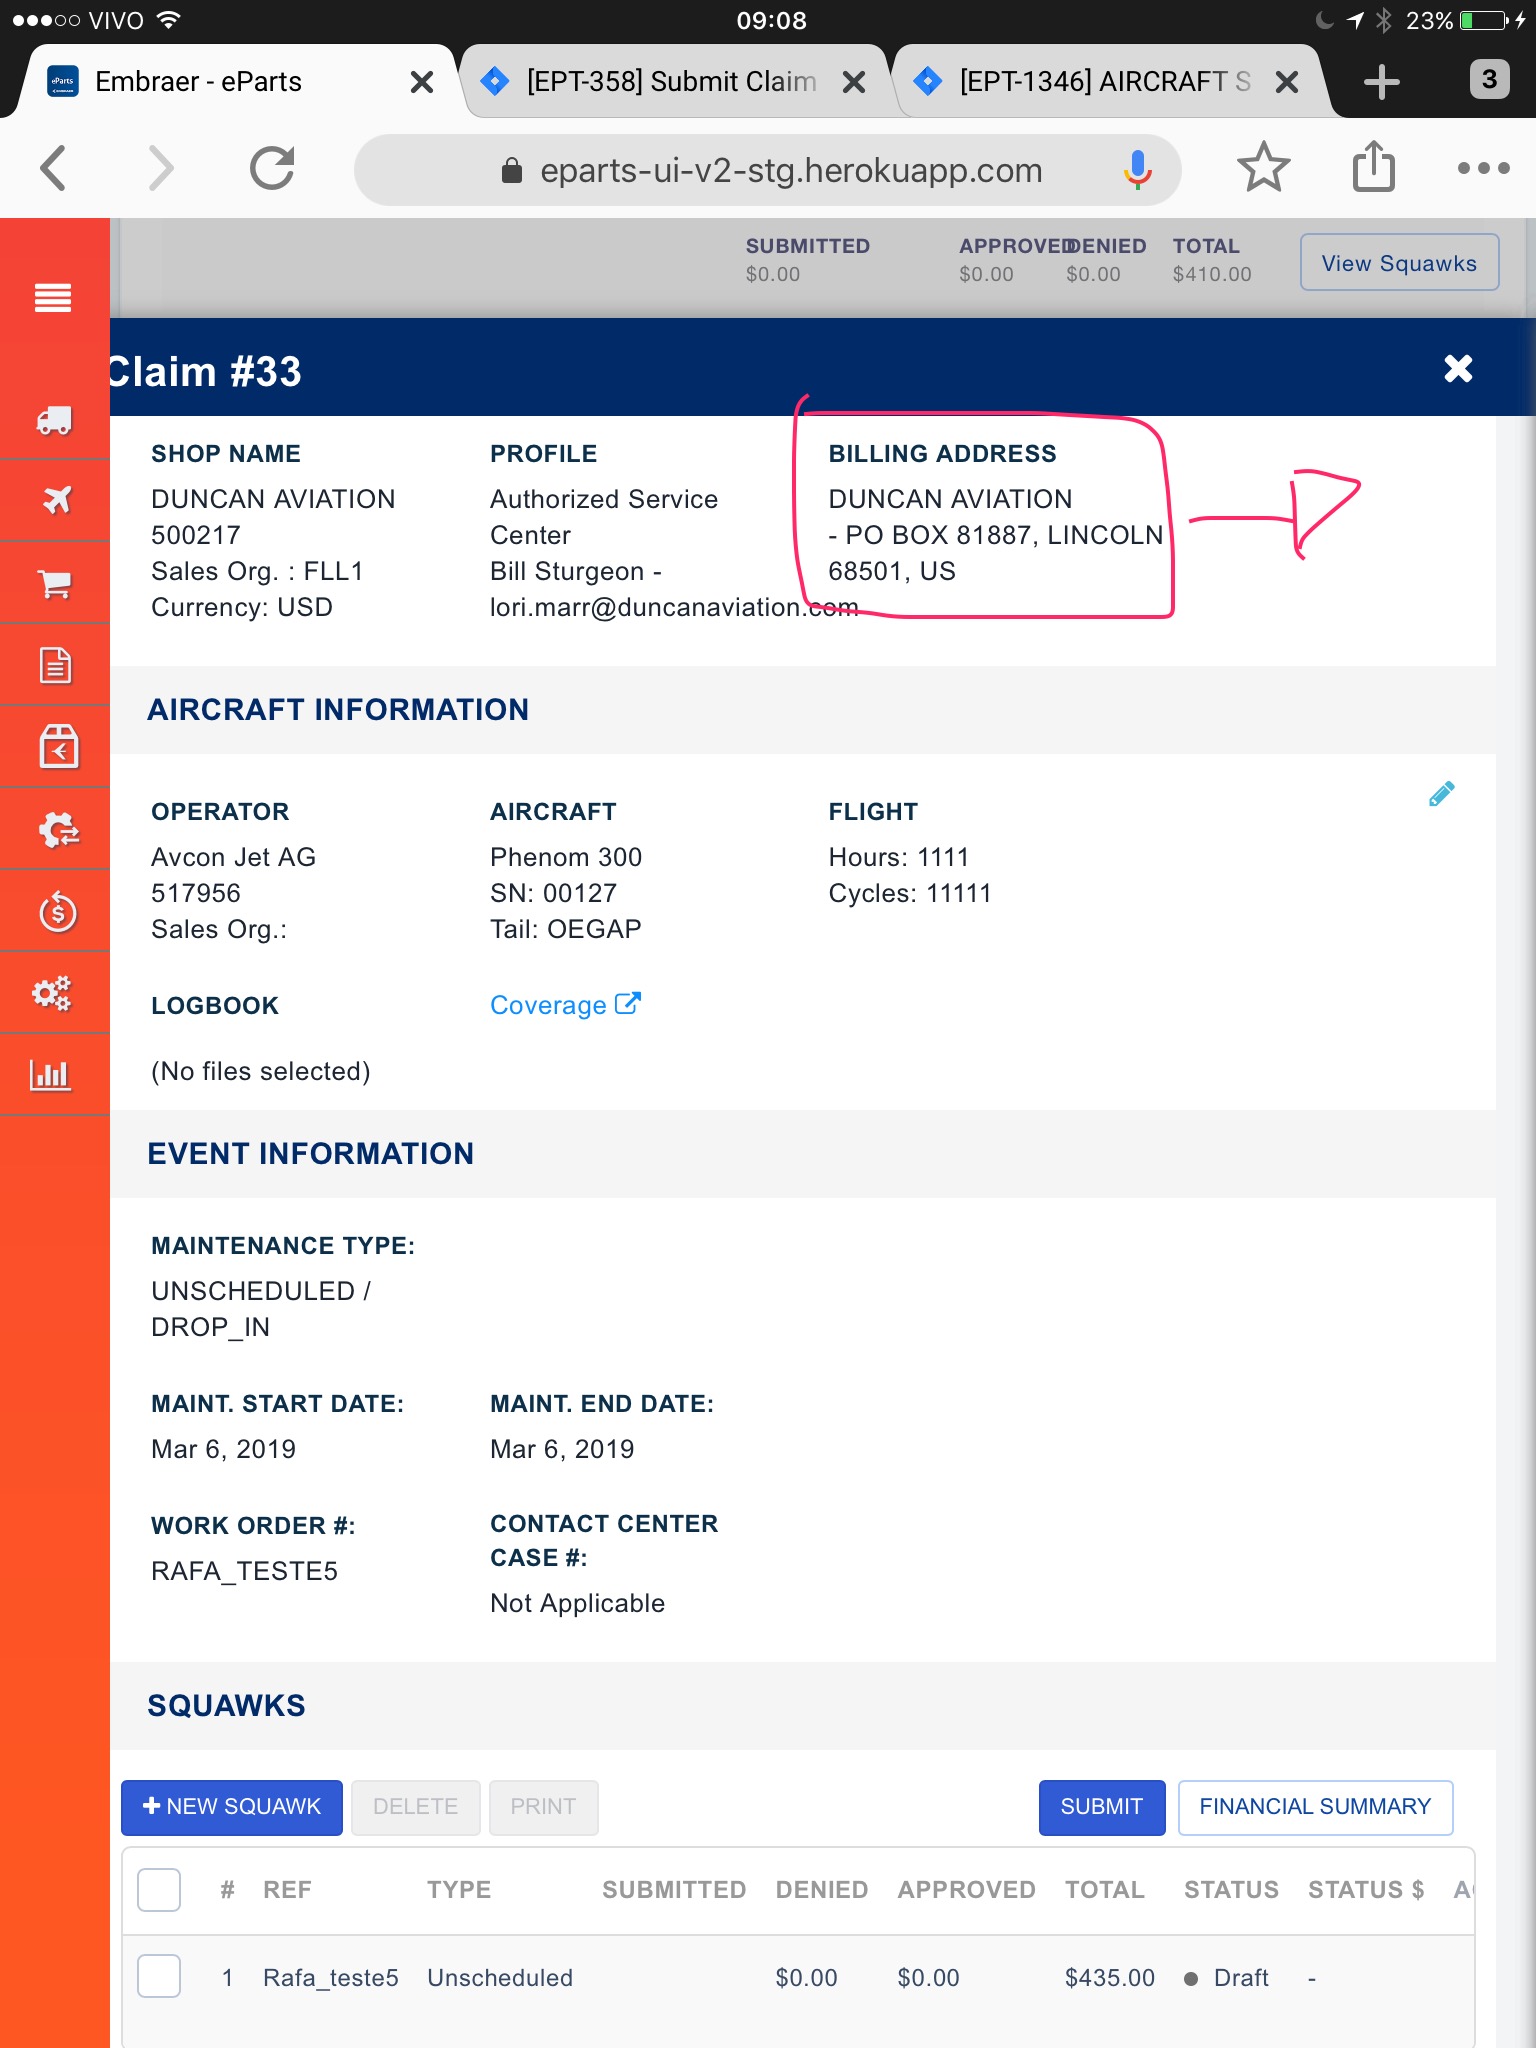 VIVO 09:08 23%
Embraer - eParts [EPT-358] Submit Claim [EPT-1346] AIRCRAFT S 3
eparts-ui-v2-stg.herokuapp.com
SUBMITTED APPROVED DENIED TOTAL
$0.00 $0.00 $0.00 $410.00
View Squawks
Claim #33
SHOP NAME
DUNCAN AVIATION
500217
Sales Org. : FLL1
Currency: USD
PROFILE
Authorized Service
Center
Bill Sturgeon -
lori.marr@duncanaviation.com
BILLING ADDRESS
DUNCAN AVIATION
- PO BOX 81887, LINCOLN
68501, US
AIRCRAFT INFORMATION
OPERATOR
Avcon Jet AG
517956
Sales Org.:
AIRCRAFT
Phenom 300
SN: 00127
Tail: OEGAP
FLIGHT
Hours: 1111
Cycles: 11111
LOGBOOK
Coverage
(No files selected)
EVENT INFORMATION
MAINTENANCE TYPE:
UNSCHEDULED /
DROP_IN
MAINT. START DATE:
Mar 6, 2019
MAINT. END DATE:
Mar 6, 2019
WORK ORDER #:
RAFA_TESTE5
CONTACT CENTER
CASE #:
Not Applicable
SQUAWKS
+ NEW SQUAWK DELETE PRINT SUBMIT FINANCIAL SUMMARY
# REF TYPE SUBMITTED DENIED APPROVED TOTAL STATUS STATUS $
1 Rafa_teste5 Unscheduled $0.00 $0.00 $435.00 Draft -